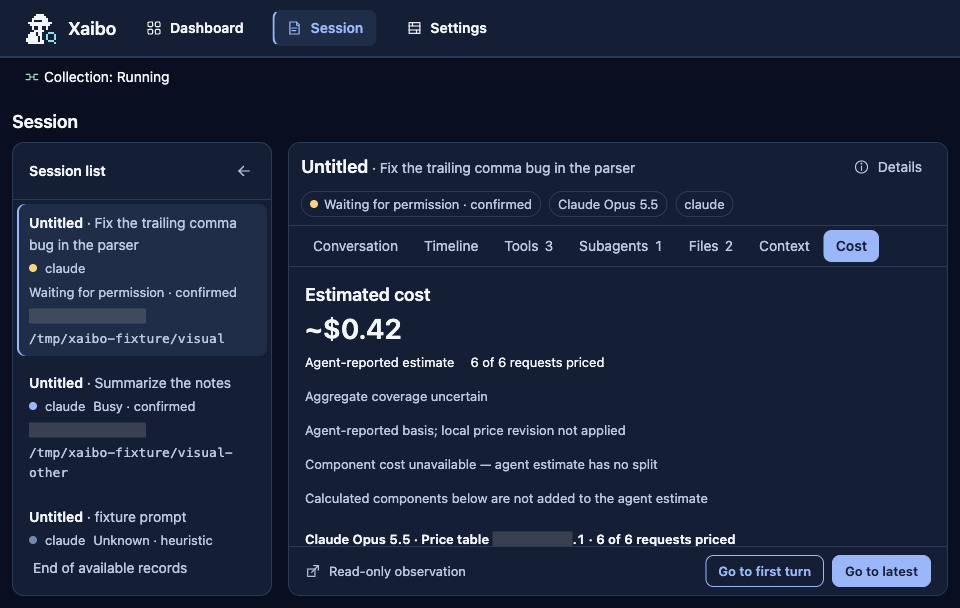 Xaibo
Dashboard
Session
Settings
Collection: Running
Session
Session list
Untitled · Fix the trailing comma
bug in the parser
claude
Waiting for permission · confirmed
/tmp/xaibo-fixture/visual
Untitled · Summarize the notes
claude Busy · confirmed
/tmp/xaibo-fixture/visual-
other
Untitled · fixture prompt
claude Unknown · heuristic
End of available records
Untitled · Fix the trailing comma bug in the parser
Details
Waiting for permission · confirmed
Claude Opus 5.5
claude
Conversation
Timeline
Tools 3
Subagents 1
Files 2
Context
Cost
Estimated cost
~$0.42
Agent-reported estimate 6 of 6 requests priced
Aggregate coverage uncertain
Agent-reported basis; local price revision not applied
Component cost unavailable — agent estimate has no split
Calculated components below are not added to the agent estimate
Claude Opus 5.5 · Price table .1 · 6 of 6 requests priced
Read-only observation
Go to first turn
Go to latest